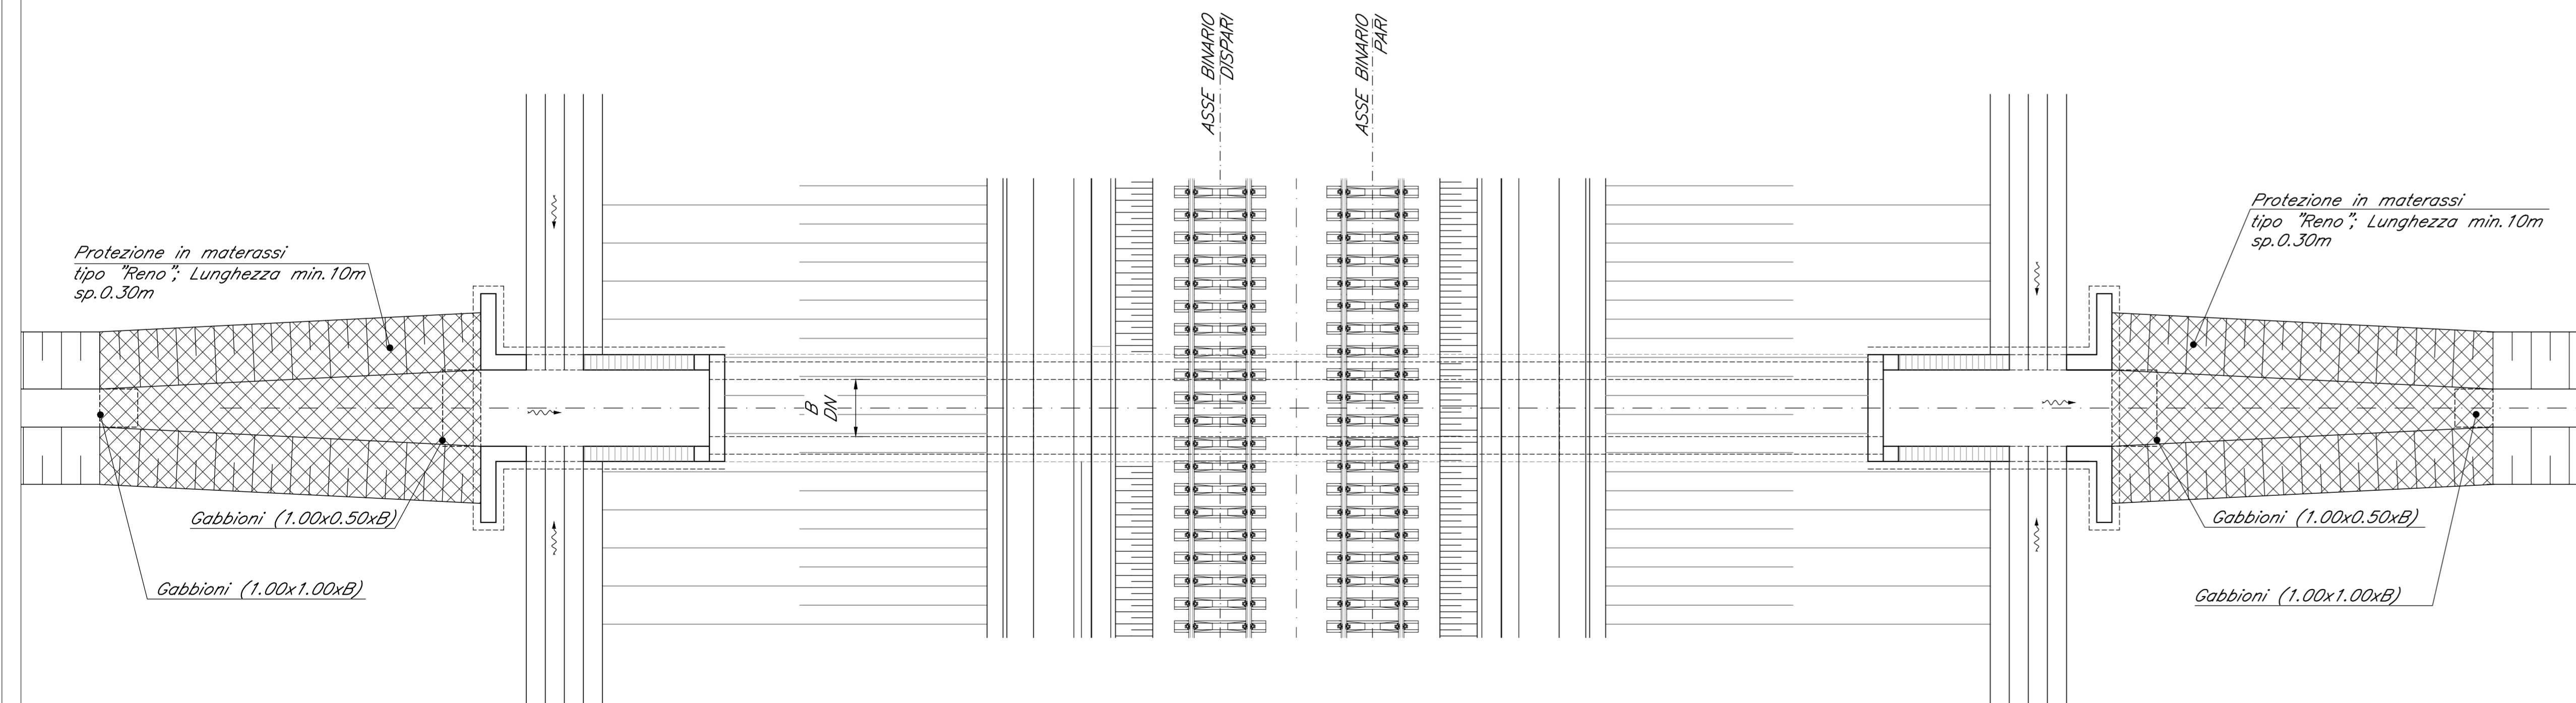 ASSE BINARIO
DISPARI
ASSE BINARIO
PARI
Protezione in materassi
tipo "Reno"; Lunghezza min.10m
sp.0.30m
Protezione in materassi
tipo "Reno"; Lunghezza min.10m
sp.0.30m
B
DN
Gabbioni (1.00x0.50xB)
Gabbioni (1.00x1.00xB)
Gabbioni (1.00x0.50xB)
Gabbioni (1.00x1.00xB)